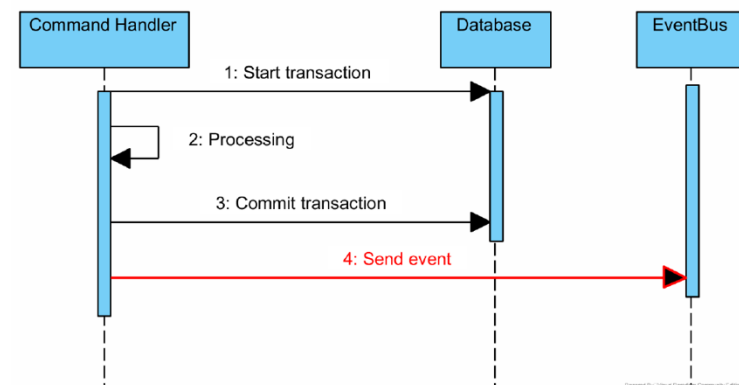 Command Handler
Database
EventBus
1: Start transaction
2: Processing
3: Commit transaction
4: Send event